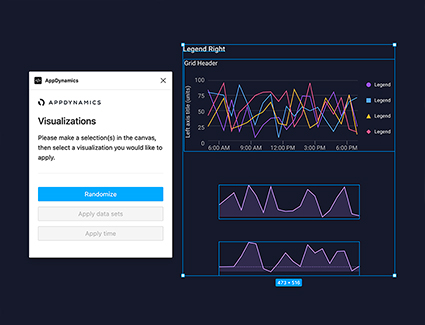 AppDynamics
APPDYNAMICS
Visualizations
Please make a selection(s) in the canvas,
then select a visualization you would like to
apply.
Randomize
Apply data sets
Apply time
Legend Right
Grid Header
Left axis title (units)
100
75
50
25
0
6:00 AM
9:00 AM
12:00 PM
3:00 PM
6:00 PM
Legend
Legend
Legend
Legend
473 × 516